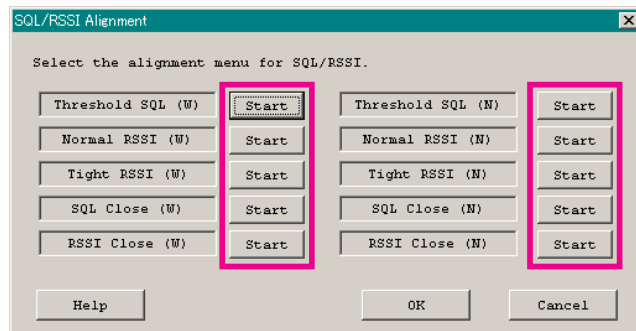 SQL/RSSI Alignment
Select the alignment menu for SQL/RSSI.
Threshold SQL (W) Start Threshold SQL (N) Start
Normal RSSI (W) Start Normal RSSI (N) Start
Tight RSSI (W) Start Tight RSSI (N) Start
SQL Close (W) Start SQL Close (N) Start
RSSI Close (W) Start RSSI Close (N) Start
Help OK Cancel